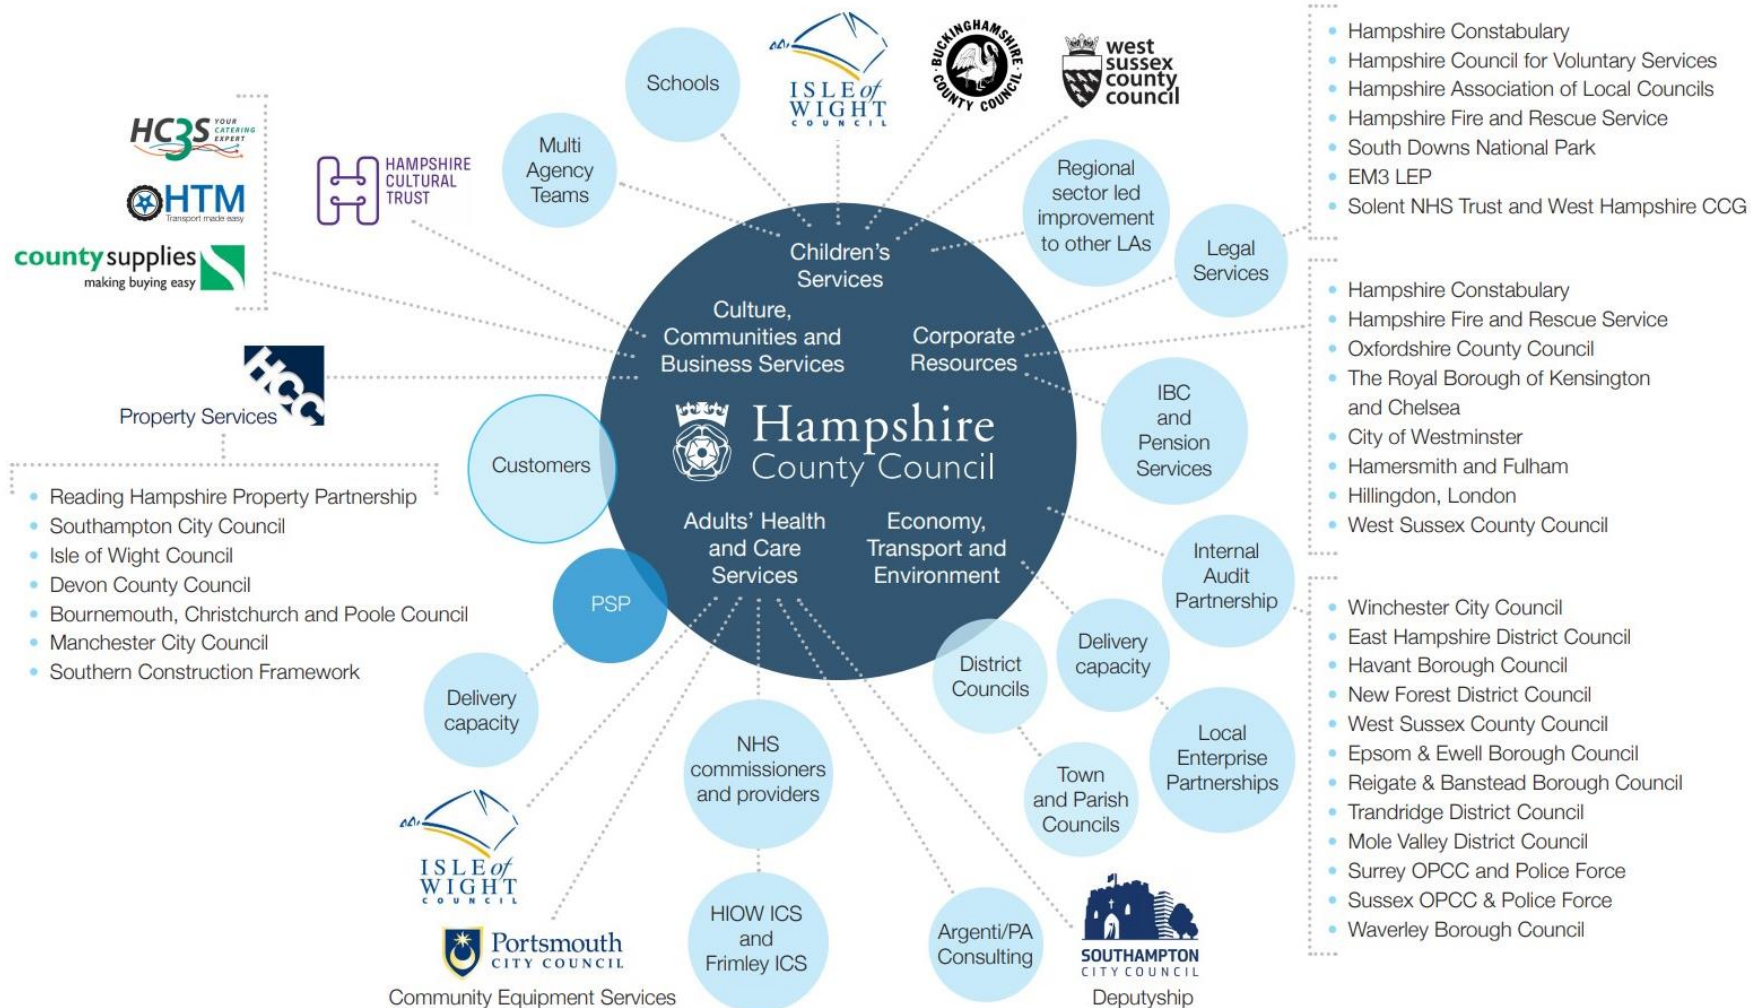 Schools
ISLE of
WIGHT
COUNCIL
BUCKINGHAMSHIRE
COUNTY COUNCIL
west
sussex
county
council
Multi
Agency
Teams
Regional
sector led
improvement
to other LAs
HC3S YOUR
CATERING
EXPERT
HTM
Transport made easy
county supplies
making buying easy
HAMPSHIRE
CULTURAL
TRUST
Legal
Services
Hampshire Constabulary
Hampshire Council for Voluntary Services
Hampshire Association of Local Councils
Hampshire Fire and Rescue Service
South Downs National Park
EM3 LEP
Solent NHS Trust and West Hampshire CCG
Children's
Services
Culture,
Communities and
Business Services
Corporate
Resources
Hampshire
County Council
Adults' Health
and Care
Services
Economy,
Transport and
Environment
Hampshire Constabulary
Hampshire Fire and Rescue Service
Oxfordshire County Council
The Royal Borough of Kensington
and Chelsea
City of Westminster
Hamersmith and Fulham
Hillingdon, London
West Sussex County Council
HCC
Property Services
Reading Hampshire Property Partnership
Southampton City Council
Isle of Wight Council
Devon County Council
Bournemouth, Christchurch and Poole Council
Manchester City Council
Southern Construction Framework
Customers
PSP
Delivery
capacity
IBC
and
Pension
Services
Internal
Audit
Partnership
Winchester City Council
East Hampshire District Council
Havant Borough Council
New Forest District Council
West Sussex County Council
Epsom & Ewell Borough Council
Reigate & Banstead Borough Council
Trandridge District Council
Mole Valley District Council
Surrey OPCC and Police Force
Sussex OPCC & Police Force
Waverley Borough Council
District
Councils
Delivery
capacity
Town
and Parish
Councils
Local
Enterprise
Partnerships
NHS
commissioners
and providers
HIOW ICS
and
Frimley ICS
ISLE of
WIGHT
COUNCIL
Portsmouth
CITY COUNCIL
Community Equipment Services
Argenti/PA
Consulting
SOUTHAMPTON
CITY COUNCIL
Deputyship